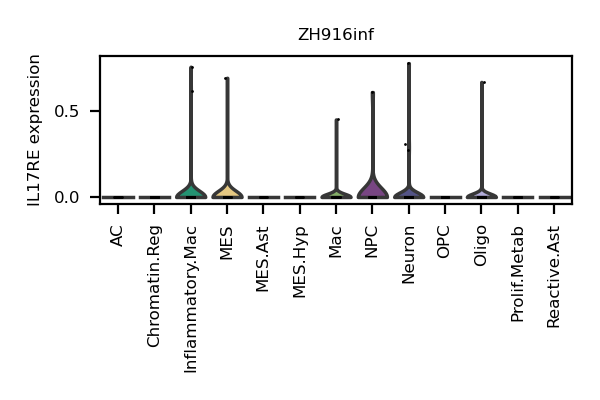 ZH916inf
IL17RE expression
0.5
0.0
AC
Chromatin.Reg
Inflammatory.Mac
MES
MES.Ast
MES.Hyp
Mac
NPC
Neuron
OPC
Oligo
Prolif.Metab
Reactive.Ast